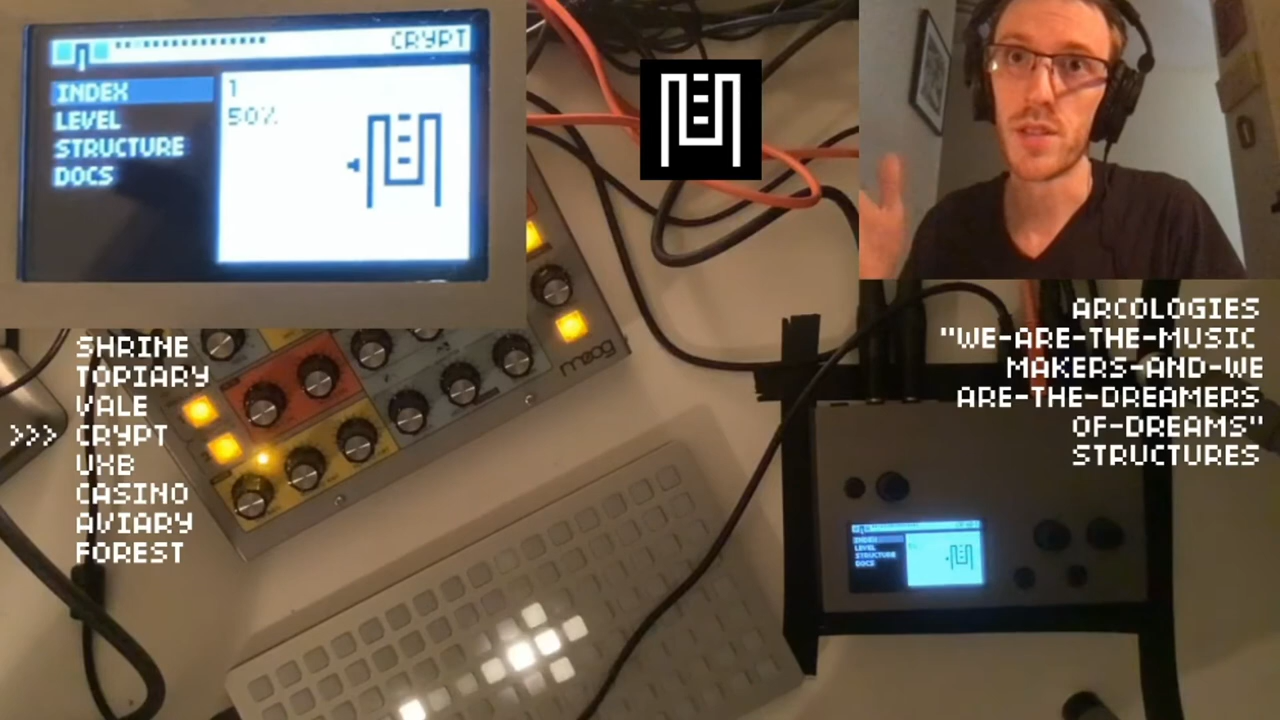 CRYPT
INDEX
LEVEL
STRUCTURE
DOCS
1
50%
SHRINE
TOPIARY
VALE
>>> CRYPT
UXB
CASINO
AVIARY
FOREST
moog
ARCOLOGIES
"WE-ARE-THE-MUSIC
MAKERS-AND-WE
ARE-THE-DREAMERS
OF-DREAMS"
STRUCTURES
INDEX
LEVEL
STRUCTURE
DOCS